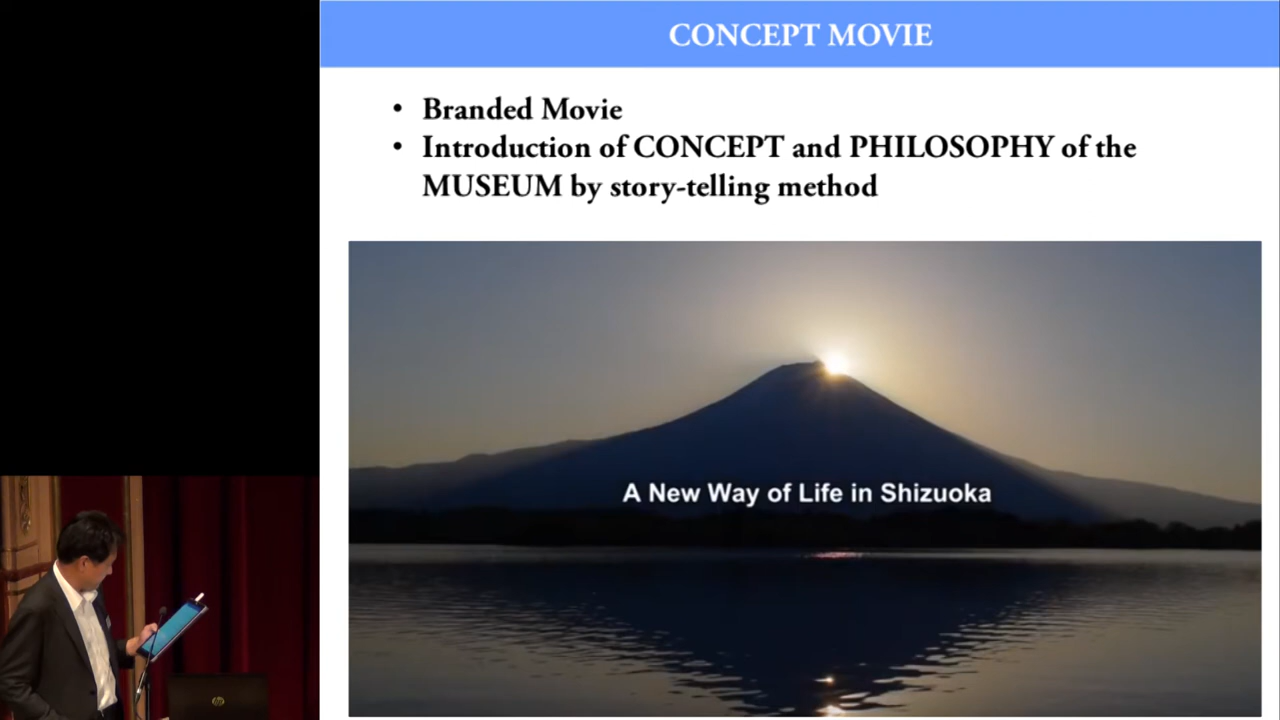 CONCEPT MOVIE
• Branded Movie
• Introduction of CONCEPT and PHILOSOPHY of the
MUSEUM by story-telling method
A New Way of Life in Shizuoka
hp